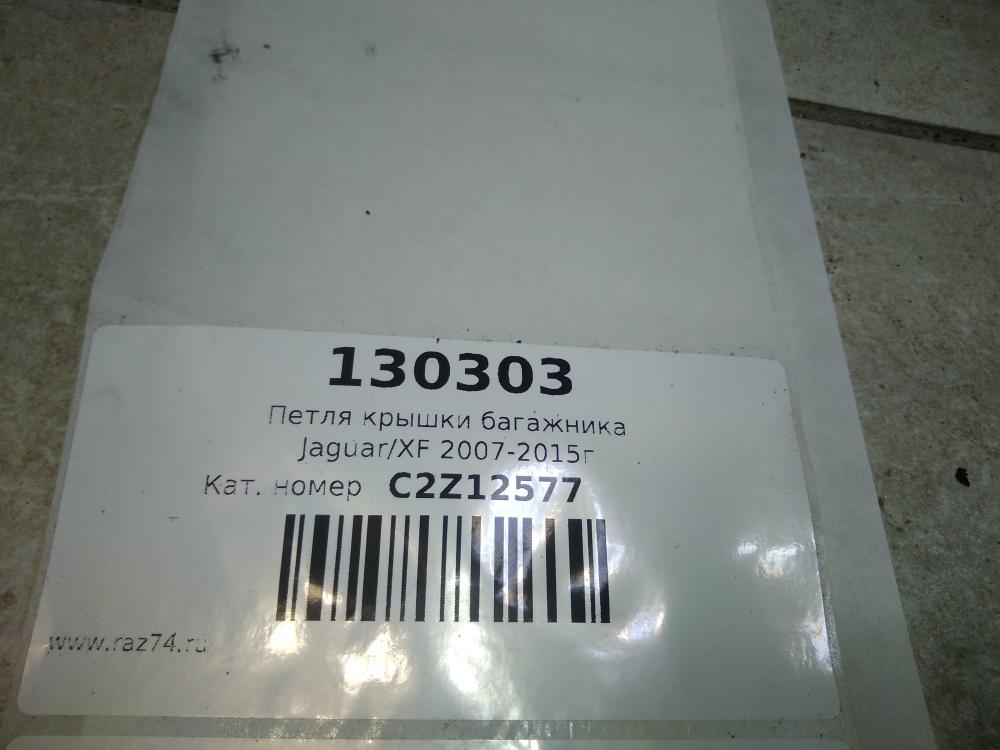 130303
Петля крышки багажника
Jaguar/XF 2007-2015г
Кат. номер C2Z12577
www.raz74.ru